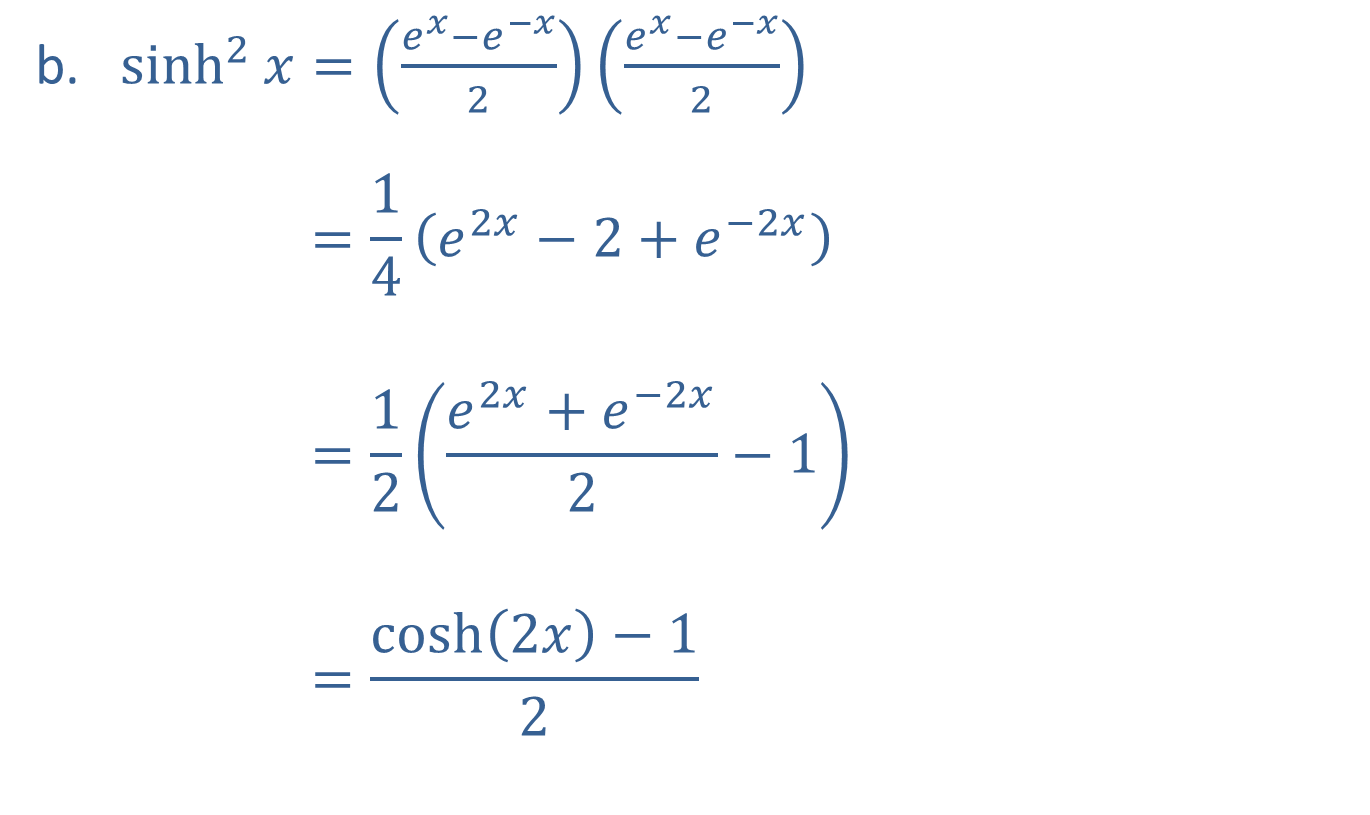 b. sinh² x = ((eˣ−e⁻ˣ)/2)((eˣ−e⁻ˣ)/2)
= 1/4 (e²ˣ − 2 + e⁻²ˣ)
= 1/2 ((e²ˣ + e⁻²ˣ)/2 − 1)
= (cosh(2x) − 1)/2